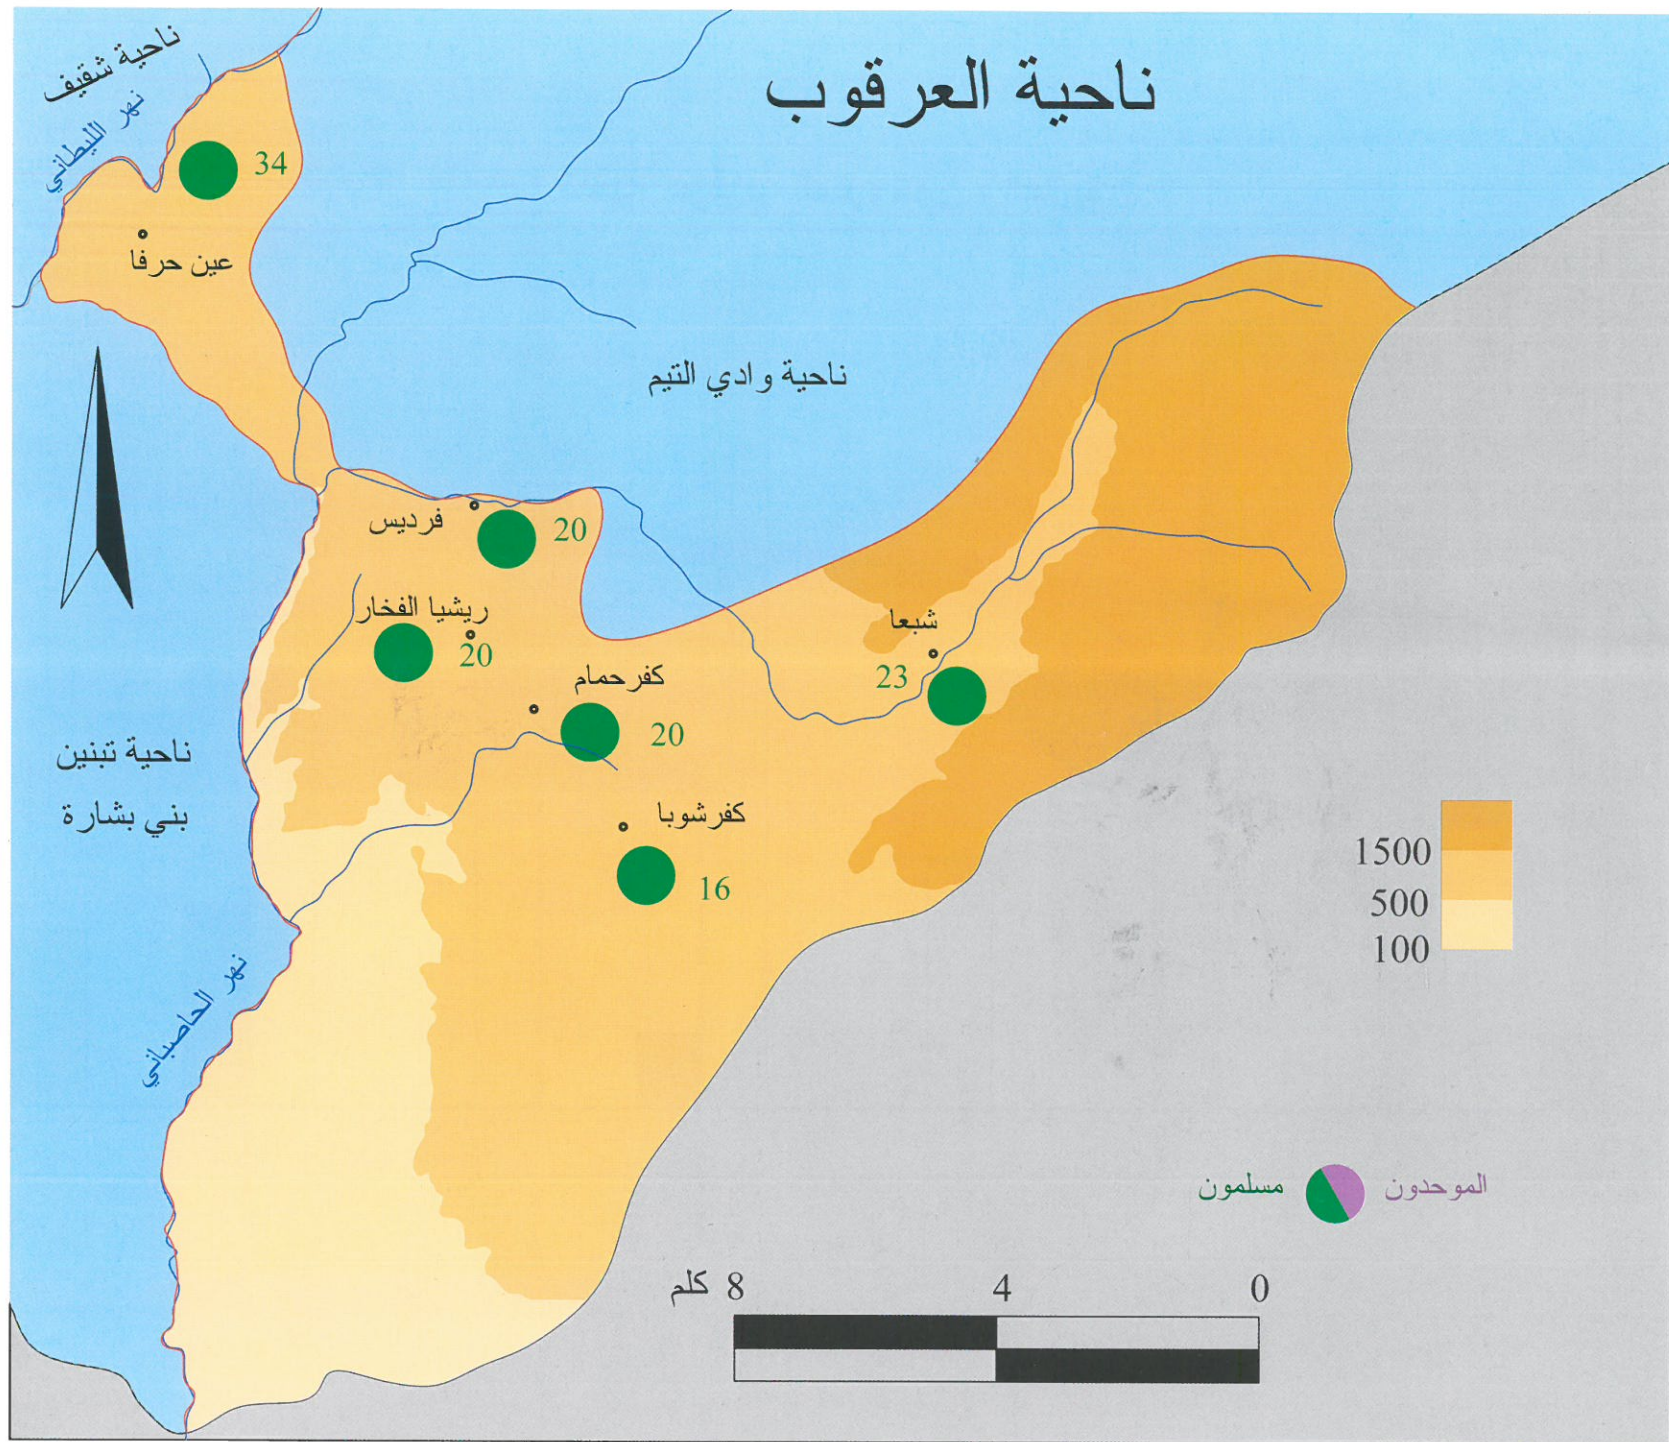 ناحية العرقوب
ناحية شقيف
نهر الليطاني
34
عين حرفا
ناحية وادي التيم
فرديس
20
ريشيا الفخار
20
شبعا
23
كفرحمام
20
ناحية تبنين
بني بشارة
كفرشوبا
16
1500
500
100
نهر الحاصباني
الموحدون
مسلمون
0
4
8 كلم